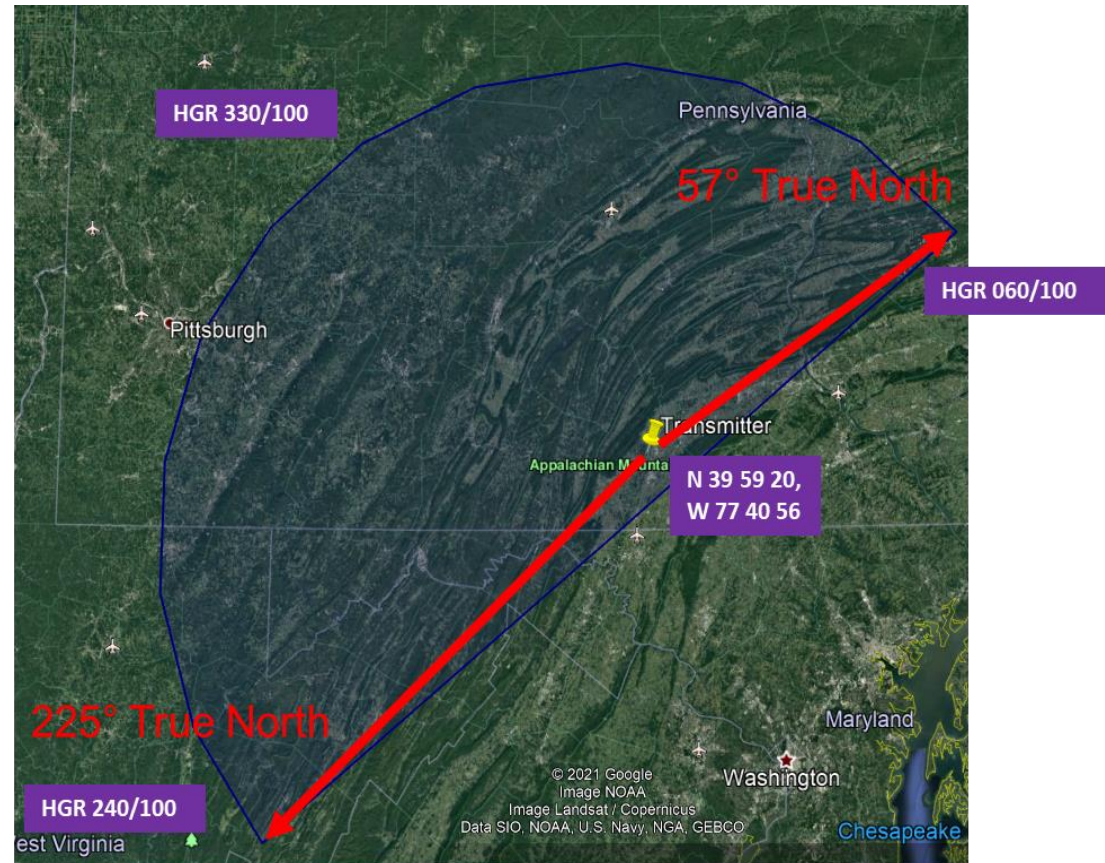 HGR 330/100
Pennsylvania
57° True North
HGR 060/100
Pittsburgh
Transmitter
Appalachian Mounta
N 39 59 20,
W 77 40 56
225° True North
Maryland
HGR 240/100
Washington
© 2021 Google
Image NOAA
Image Landsat / Copernicus
Data SIO, NOAA, U.S. Navy, NGA, GEBCO
Chesapeake
est Virginia